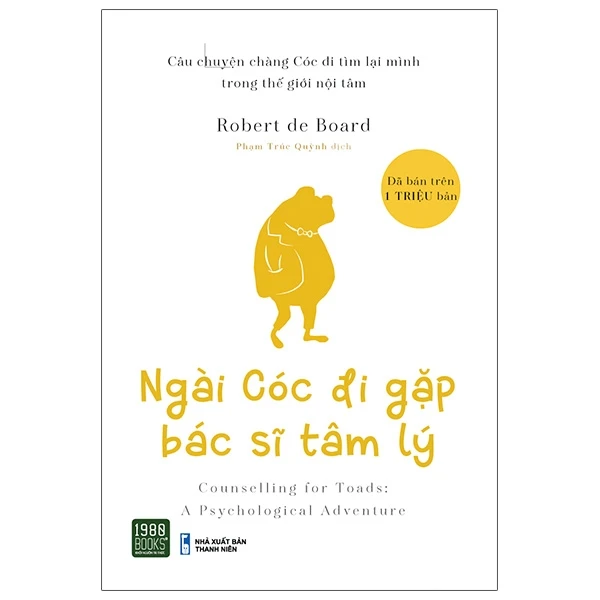 Câu chuyện chàng Cóc đi tìm lại mình
trong thế giới nội tâm
Robert de Board
Phạm Trúc Quỳnh dịch
Đã bán trên
1 TRIỆU bản
Ngài Cóc đi gặp
bác sĩ tâm lý
Counselling for Toads:
A Psychological Adventure
1980
BOOKS
NHÀ XUẤT BẢN
THANH NIÊN